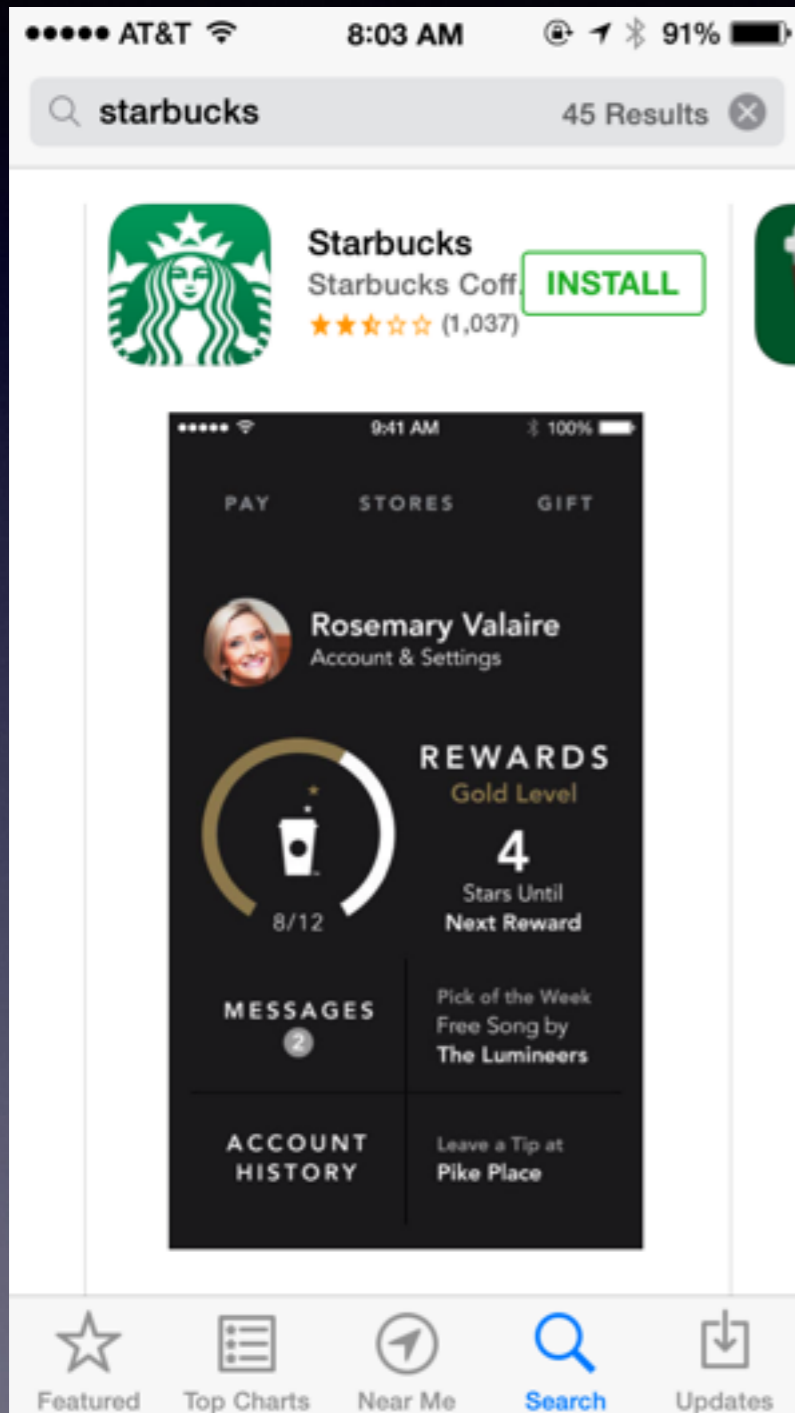 AT&T 8:03 AM 91%
starbucks 45 Results
Starbucks
Starbucks Coff.
INSTALL
(1,037)
9:41 AM 100%
PAY STORES GIFT
Rosemary Valaire
Account & Settings
REWARDS
Gold Level
4
Stars Until
Next Reward
8/12
MESSAGES
2
Pick of the Week
Free Song by
The Lumineers
ACCOUNT
HISTORY
Leave a Tip at
Pike Place
Featured Top Charts Near Me Search Updates